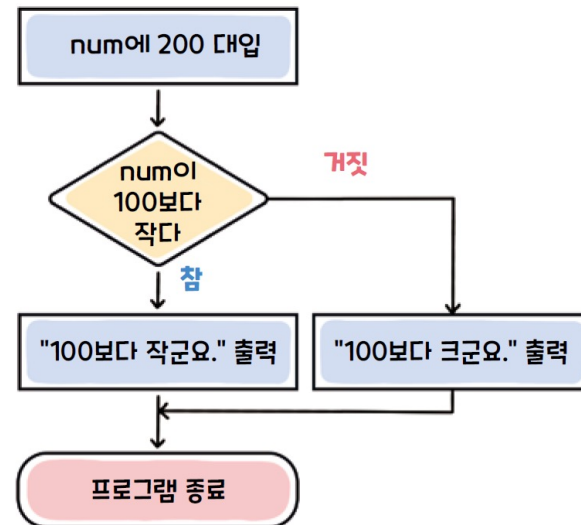 num에 200 대입
num이
100보다
작다
거짓
참
"100보다 작군요." 출력
"100보다 크군요." 출력
프로그램 종료